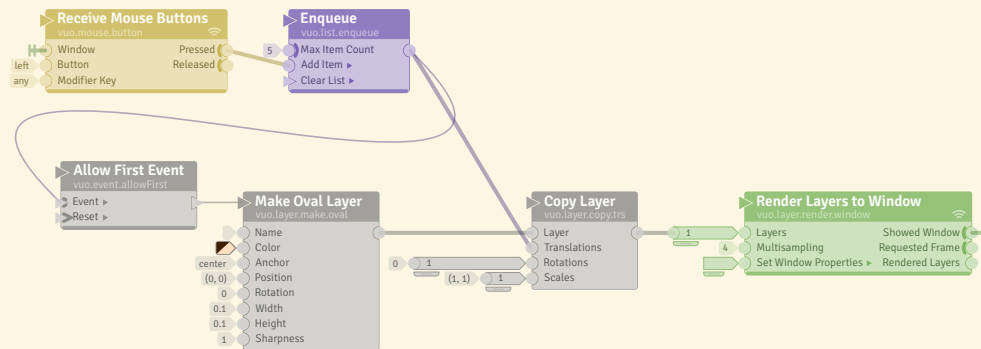 Receive Mouse Buttons
vuo.mouse.button
Window
Pressed
left
Button
Released
any
Modifier Key
Enqueue
vuo.list.enqueue
5
Max Item Count
Add Item ▸
Clear List ▸
Allow First Event
vuo.event.allowFirst
Event ▸
Reset ▸
Make Oval Layer
vuo.layer.make.oval
Name
Color
center
Anchor
(0, 0)
Position
0
Rotation
0.1
Width
0.1
Height
1
Sharpness
Copy Layer
vuo.layer.copy.trs
Layer
Translations
0
1
Rotations
(1, 1)
1
Scales
Render Layers to Window
vuo.layer.render.window
1
Layers
Showed Window
4
Multisampling
Requested Frame
Set Window Properties ▸
Rendered Layers